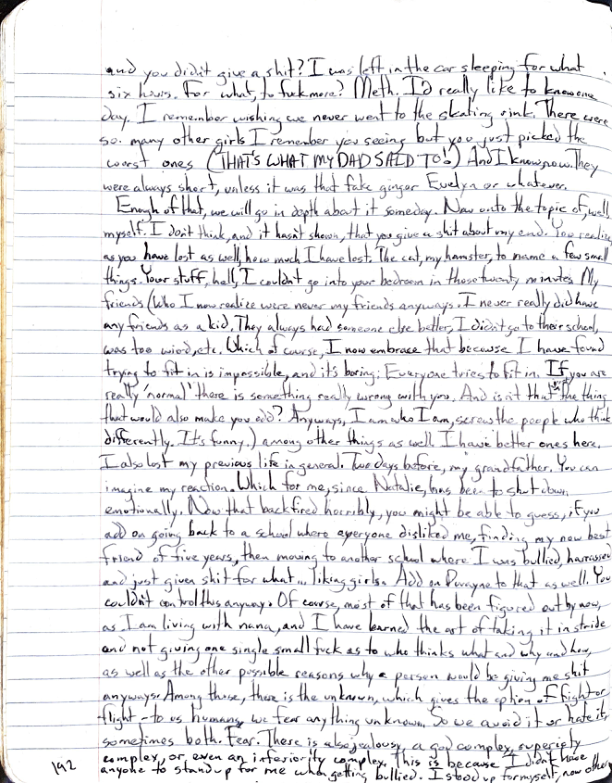 and you didn't give a shit? I was left in the car sleeping for what
six hours. For what, to fuck more? Meth. I'd really like to know one
day. I remember wishing we never went to the skating rink. There were
so many other girls I remember you seeing but you just picked the
worst ones (THAT'S WHAT MY DAD SAID TO!) And I know now. They
were always short, unless it was that fake ginger Evelyn or whatever.
Enough of that, we will go in depth about it someday. Now onto the topic of, well
myself. I don't think, and it hasn't shown, that you give a shit about my end. You realize
as you have lost as well, how much I have lost. The cat, my hamster, to name a few small
things. Your stuff, hell, I couldn't go into your bedroom in those twenty minutes My
friends (Who I now realize were never my friends anyways. I never really did have
any friends as a kid. They always had someone else better, I didn't go to their school,
was too wierd, etc. Which of course, I now embrace that because I have found
trying to fit in is impossible, and it's boring. Everyone tries to fit in. If you are
really 'normal' there is something really wrong with you. And isn't that the thing
that would also make you odd? Anyways, I am who I am, screw the people who think
differently. It's funny.) among other things as well I have better ones here.
I also lost my previous life in general. Two days before, my grandfather. You can
imagine my reaction. Which for me, since Natalie, has been to shut down
emotionally. Now that backfired horribly, you might be able to guess, if you
add on going back to a school where everyone disliked me, finding my new best
friend of five years, then moving to another school where I was bullied, harrassed
and just given shit for what... liking girls. Add on to that as well. You
couldn't control this anyway. Of course, most of that has been figured out by now,
as I am living with nana, and I have learned the art of taking it in stride
and not giving one single small fuck as to who thinks what and why and how,
as well as the other possible reasons why a person would be giving me shit
anyways. Among those, there is the unknown, which gives the option of fight or
flight - to us humans, we fear anything unknown. So we avoid it or hate it,
sometimes both. Fear. There is also jealousy, a god complex, superiority
complex, or, even an inferiority complex. This is because I didn't have
anyone to stand up for me when getting bullied. I stood up for myself, now other
192